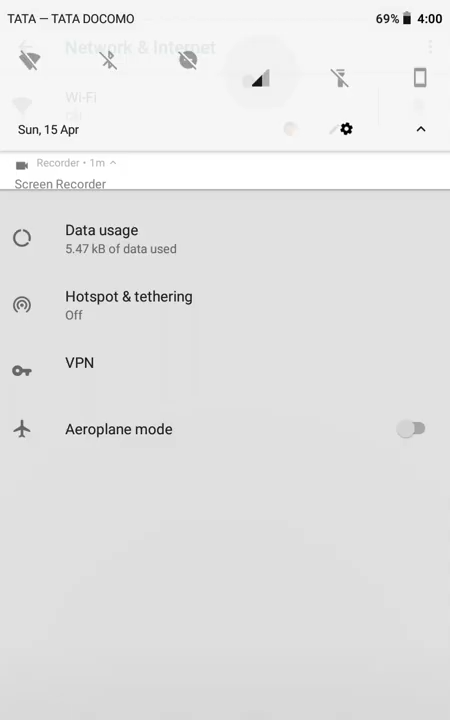 TATA — TATA DOCOMO 69% 4:00
Network & Internet
Wi-Fi
Off
Sun, 15 Apr
Recorder • 1m
Screen Recorder
Data usage
5.47 kB of data used
Hotspot & tethering
Off
VPN
Aeroplane mode